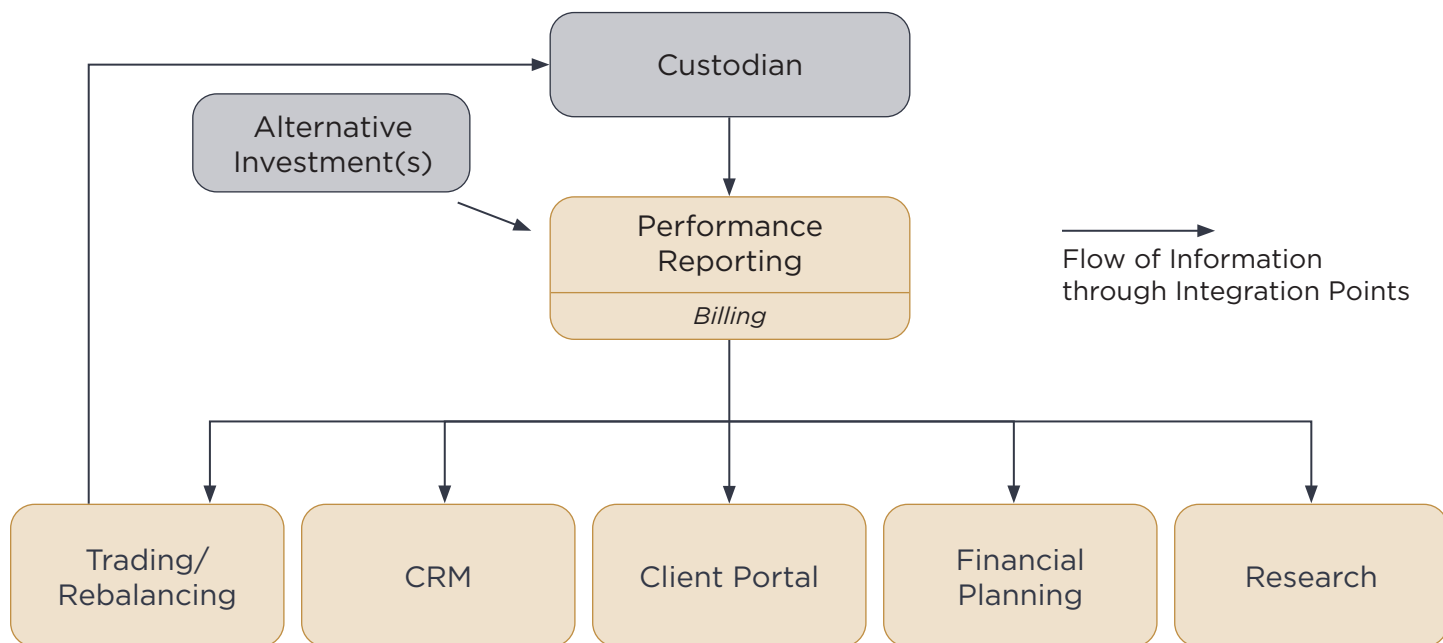 Custodian
Alternative
Investment(s)
Performance
Reporting
Billing
Flow of Information
through Integration Points
Trading/
Rebalancing
CRM
Client Portal
Financial
Planning
Research